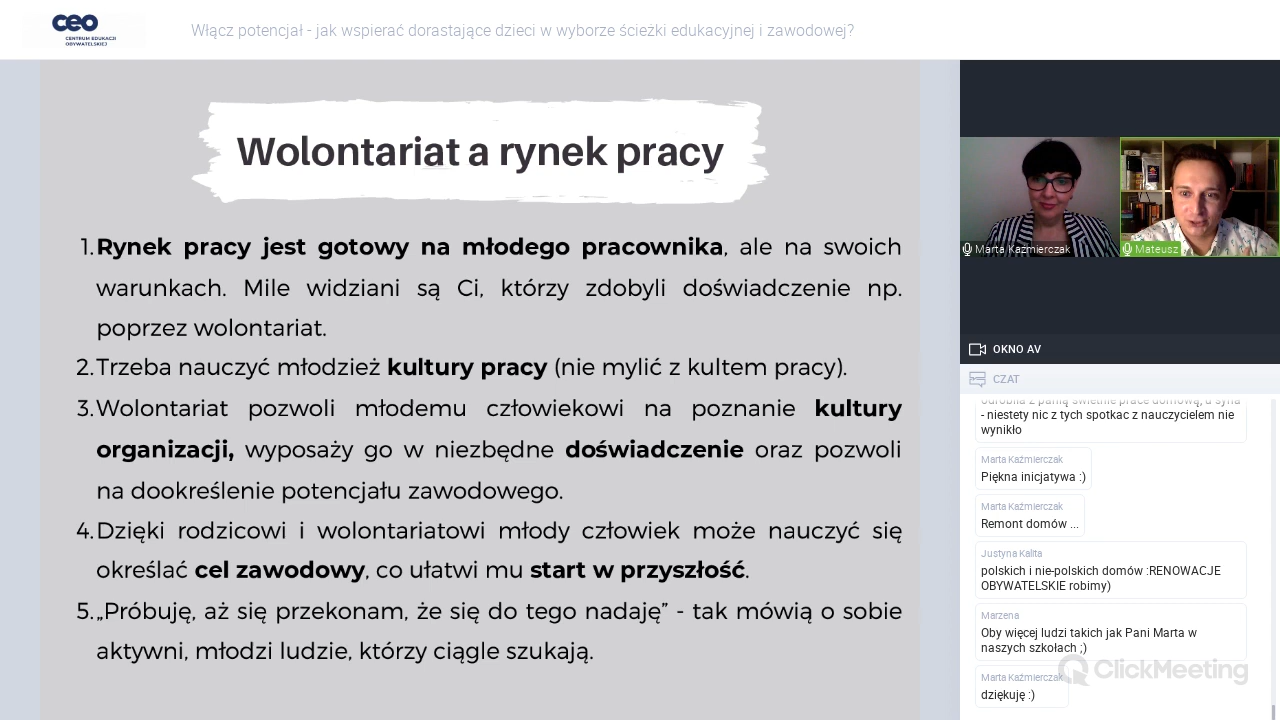 ceo
CENTRUM EDUKACJI
OBYWATELSKIEJ
Włącz potencjał - jak wspierać dorastające dzieci w wyborze ścieżki edukacyjnej i zawodowej?
Wolontariat a rynek pracy
1. Rynek pracy jest gotowy na młodego pracownika, ale na swoich
warunkach. Mile widziani są Ci, którzy zdobyli doświadczenie np.
poprzez wolontariat.
2. Trzeba nauczyć młodzież kultury pracy (nie mylić z kultem pracy).
3. Wolontariat pozwoli młodemu człowiekowi na poznanie kultury
organizacji, wyposaży go w niezbędne doświadczenie oraz pozwoli
na dookreślenie potencjału zawodowego.
4. Dzięki rodzicowi i wolontariatowi młody człowiek może nauczyć się
określać cel zawodowy, co ułatwi mu start w przyszłość.
5. „Próbuję, aż się przekonam, że się do tego nadaję” - tak mówią o sobie
aktywni, młodzi ludzie, którzy ciągle szukają.
Marta Kaźmierczak
Mateusz
OKNO AV
CZAT
odrobiła z panią świetnie pracę domową, u syna
- niestety nic z tych spotkac z nauczycielem nie
wynikło
Marta Kaźmierczak
Piękna inicjatywa :)
Marta Kaźmierczak
Remont domów ...
Justyna Kalita
polskich i nie-polskich domów :RENOWACJE
OBYWATELSKIE robimy)
Marzena
Oby więcej ludzi takich jak Pani Marta w
naszych szkołach ;)
Marta Kaźmierczak
dziękuję :)
ClickMeeting